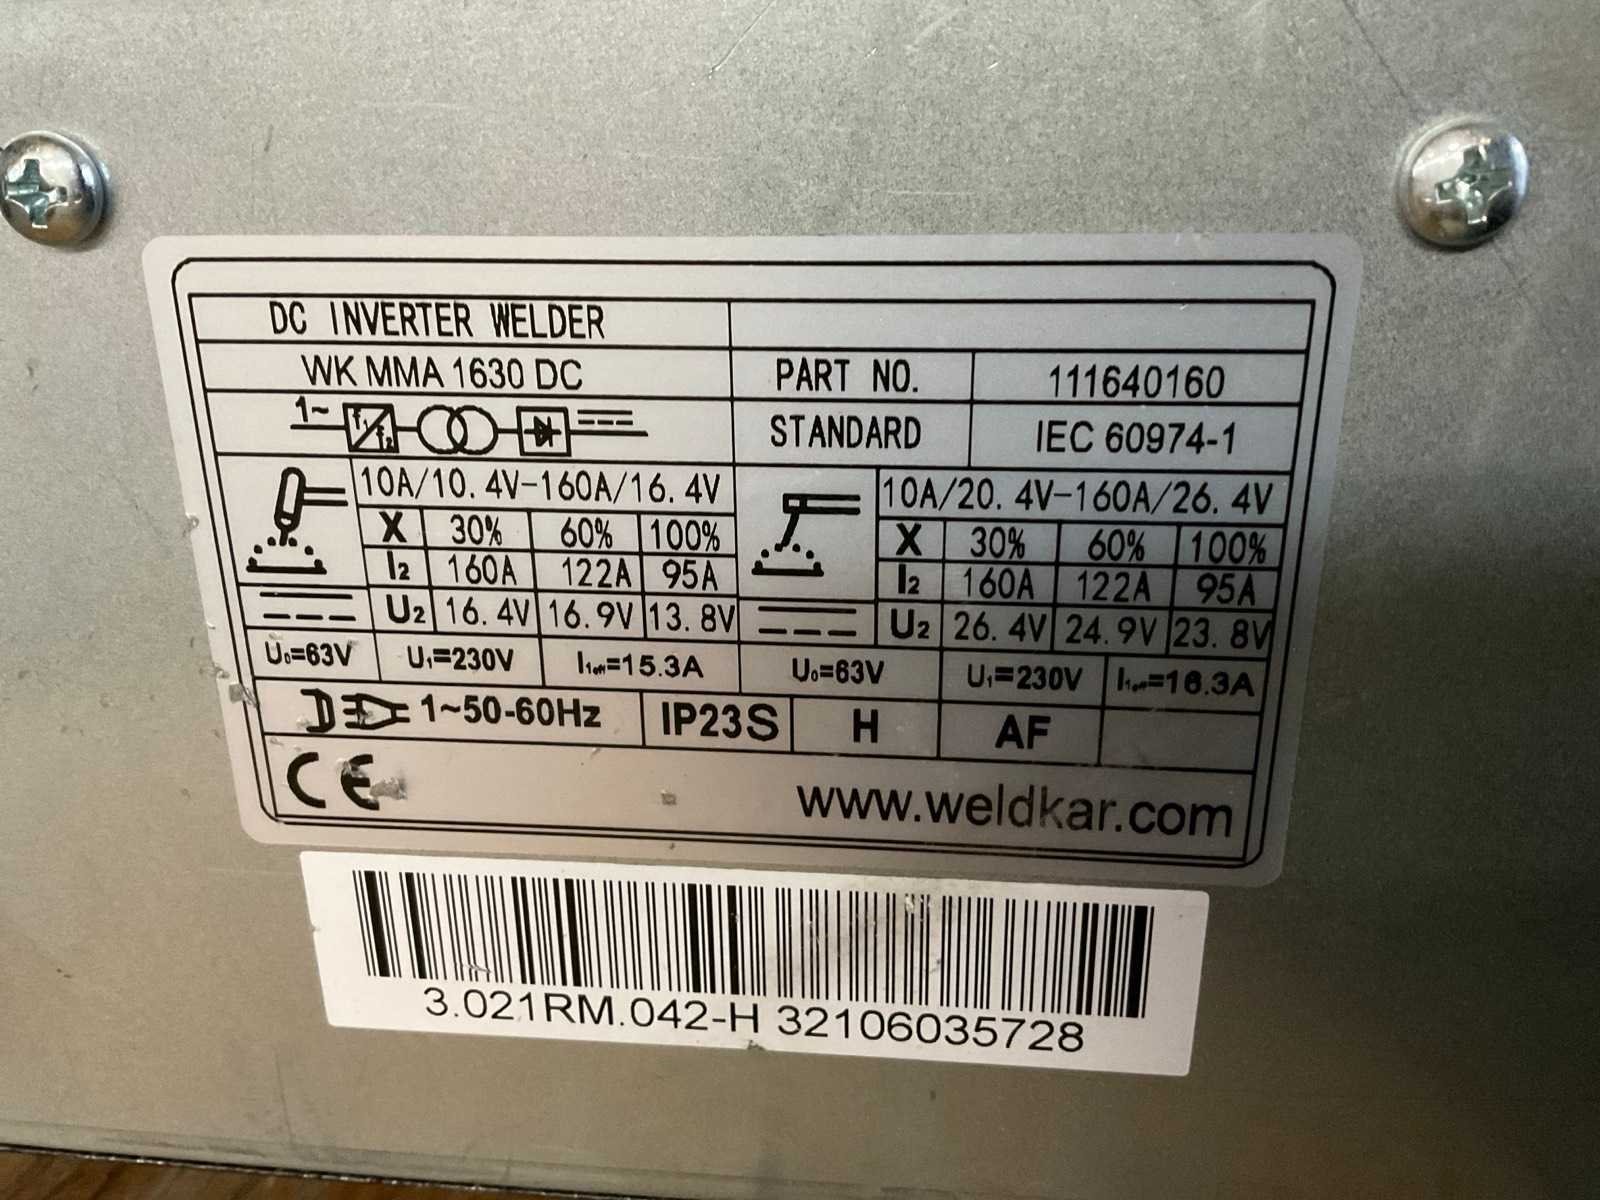 DC INVERTER WELDER
WK MMA 1630 DC PART NO. 111640160
1~ f1 f2 STANDARD IEC 60974-1
10A/10.4V-160A/16.4V 10A/20.4V-160A/26.4V
X 30% 60% 100% X 30% 60% 100%
I2 160A 122A 95A I2 160A 122A 95A
U2 16.4V 16.9V 13.8V U2 26.4V 24.9V 23.8V
U0=63V U1=230V I1eff=15.3A U0=63V U1=230V I1eff=16.3A
1~50-60Hz IP23S H AF
CE www.weldkar.com
3.021RM.042-H 32106035728